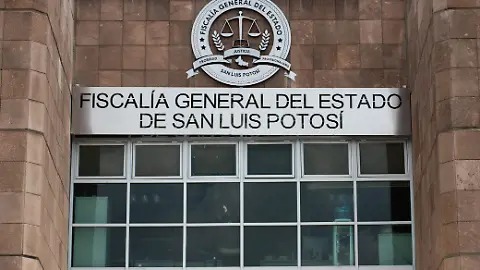 FISCALÍA GENERAL DEL ESTADO
JUSTICIA
SAN LUIS POTOSÍ
FISCALÍA GENERAL DEL ESTADO
DE SAN LUIS POTOSÍ